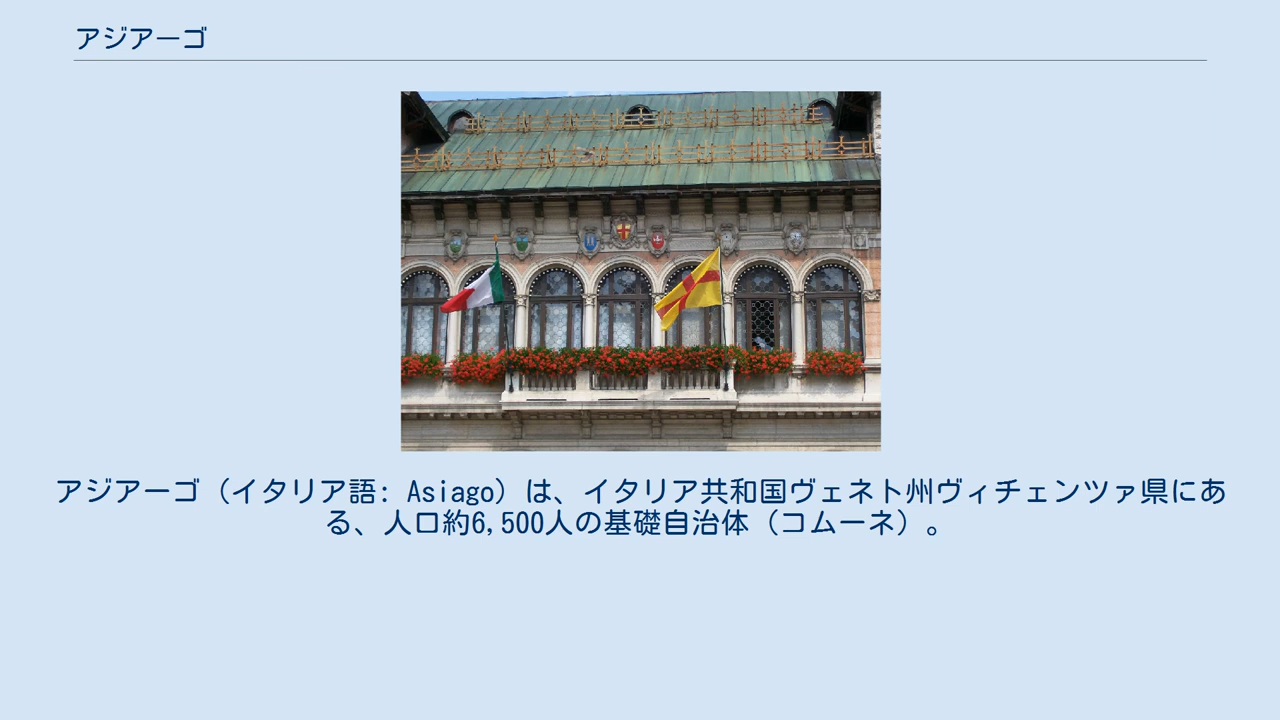 アジアーゴ
アジアーゴ（イタリア語: Asiago）は、イタリア共和国ヴェネト州ヴィチェンツァ県にあ
る、人口約6,500人の基礎自治体（コムーネ）。